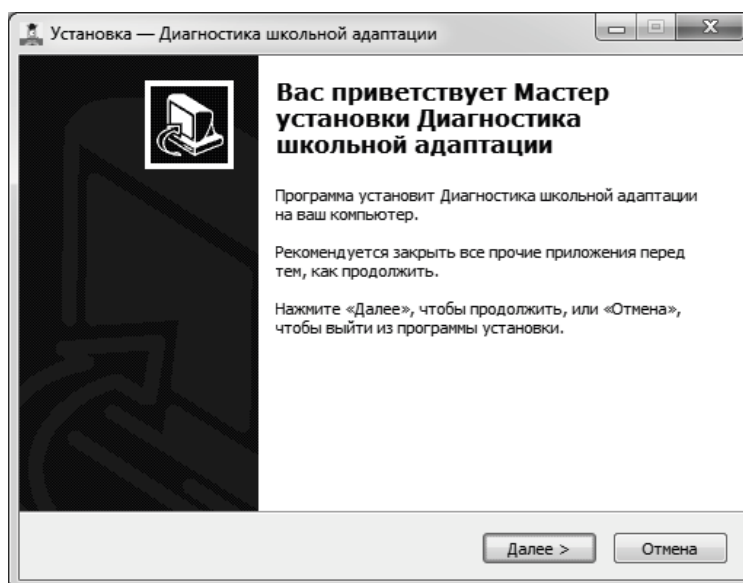 Установка — Диагностика школьной адаптации
Вас приветствует Мастер
установки Диагностика
школьной адаптации
Программа установит Диагностика школьной адаптации
на ваш компьютер.
Рекомендуется закрыть все прочие приложения перед
тем, как продолжить.
Нажмите «Далее», чтобы продолжить, или «Отмена»,
чтобы выйти из программы установки.
Далее >
Отмена